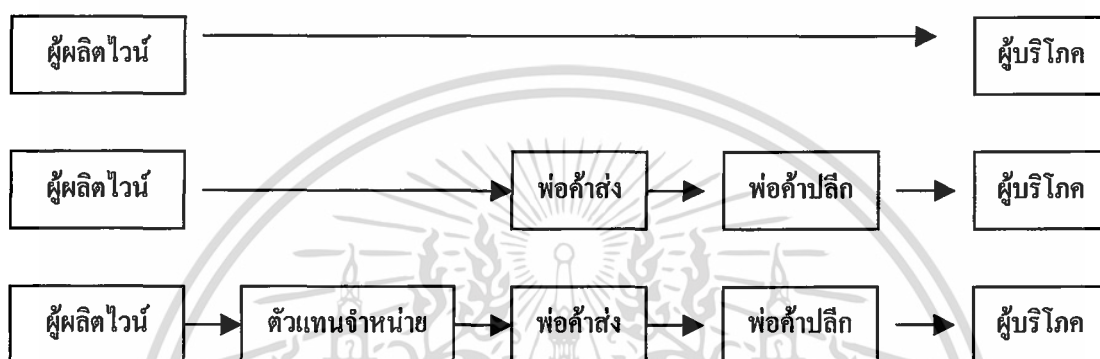 ผู้ผลิตไวน์ ผู้บริโภค
ผู้ผลิตไวน์ พ่อค้าส่ง พ่อค้าปลีก ผู้บริโภค
ผู้ผลิตไวน์ ตัวแทนจำหน่าย พ่อค้าส่ง พ่อค้าปลีก ผู้บริโภค